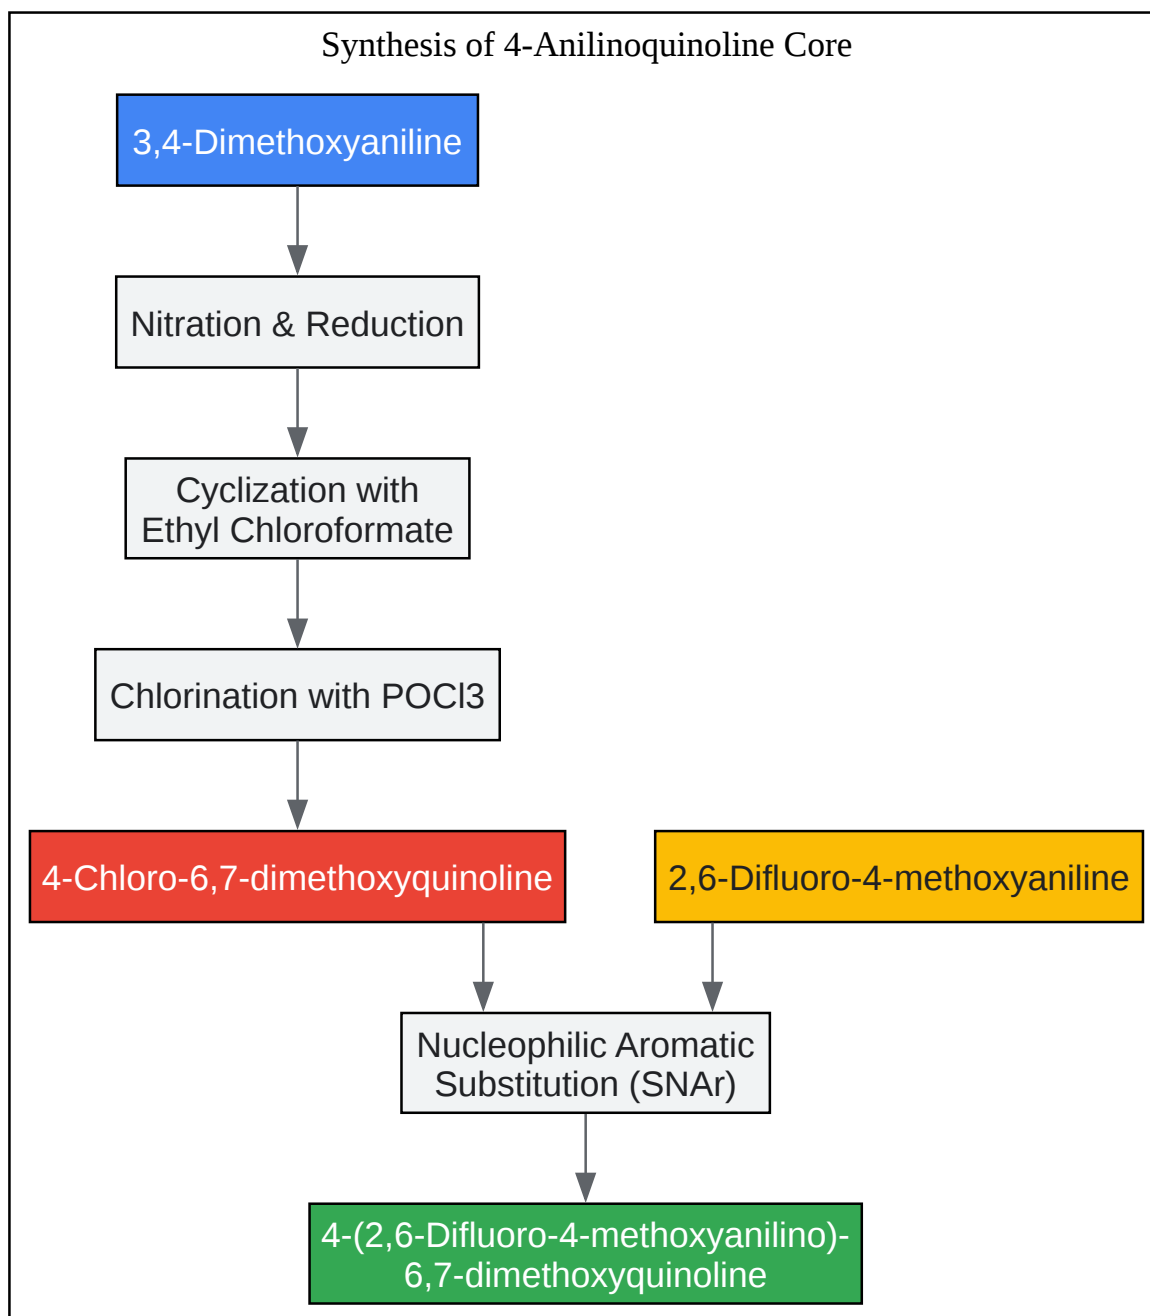 Synthesis of 4-Anilinoquinoline Core
3,4-Dimethoxyaniline
Nitration & Reduction
Cyclization with
Ethyl Chloroformate
Chlorination with POCl3
4-Chloro-6,7-dimethoxyquinoline
2,6-Difluoro-4-methoxyaniline
Nucleophilic Aromatic
Substitution (SNAr)
4-(2,6-Difluoro-4-methoxyanilino)-
6,7-dimethoxyquinoline